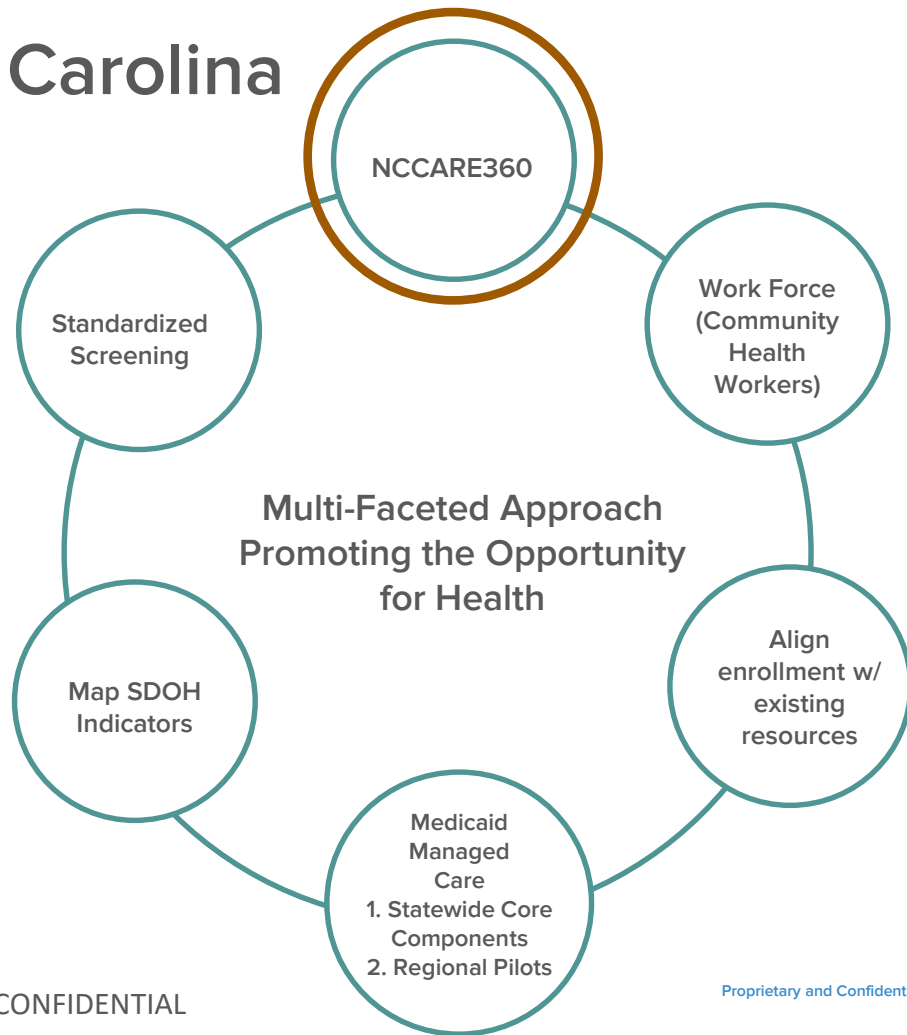 Carolina
NCCARE360
Work Force
(Community
Health
Workers)
Standardized
Screening
Multi-Faceted Approach
Promoting the Opportunity
for Health
Align
enrollment w/
existing
resources
Map SDOH
Indicators
Medicaid
Managed
Care
1. Statewide Core
Components
2. Regional Pilots
CONFIDENTIAL
Proprietary and Confident